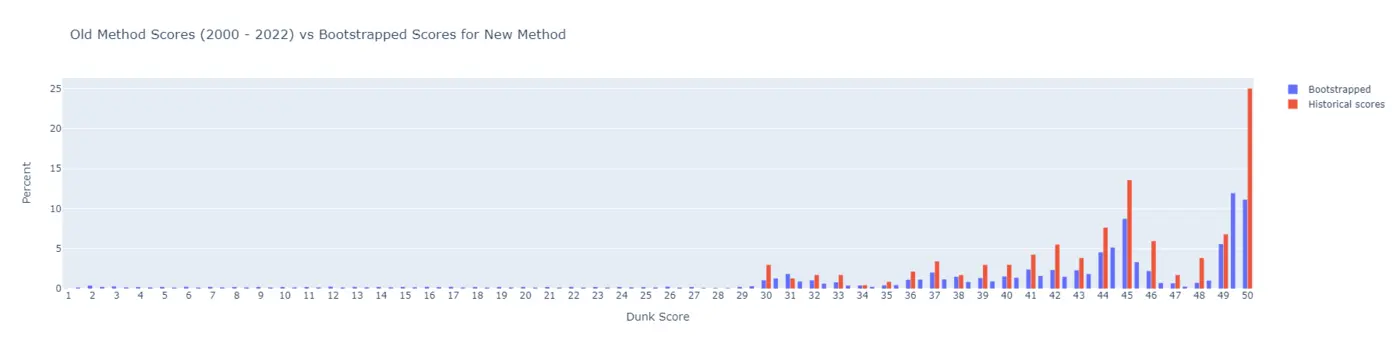 Old Method Scores (2000 - 2022) vs Bootstrapped Scores for New Method
Bootstrapped
Historical scores
25
20
15
10
5
0
Percent
1 2 3 4 5 6 7 8 9 10 11 12 13 14 15 16 17 18 19 20 21 22 23 24 25 26 27 28 29 30 31 32 33 34 35 36 37 38 39 40 41 42 43 44 45 46 47 48 49 50
Dunk Score